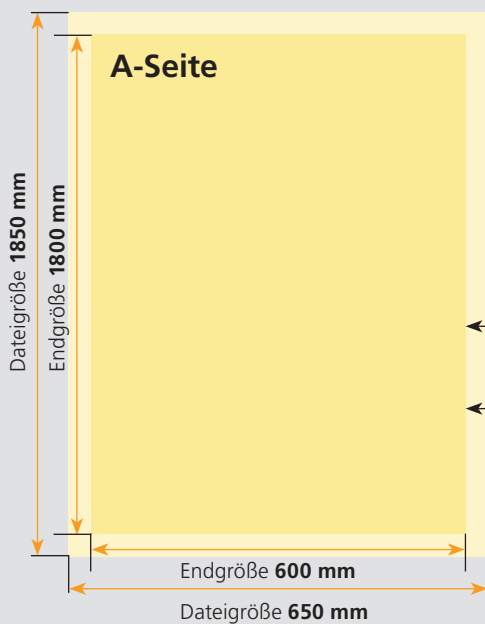 A-Seite
Dateigröße 1850 mm
Endgröße 1800 mm
Endgröße 600 mm
Dateigröße 650 mm